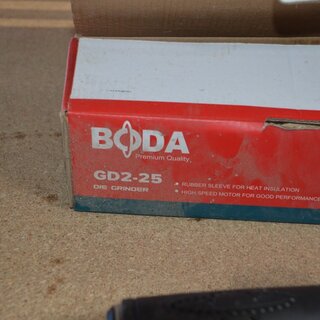 BODA
Premium Quality
GD2-25
DIE GRINDER
• RUBBER SLEEVE FOR HEAT INSULATION
• HIGH SPEED MOTOR FOR GOOD PERFORMANCE